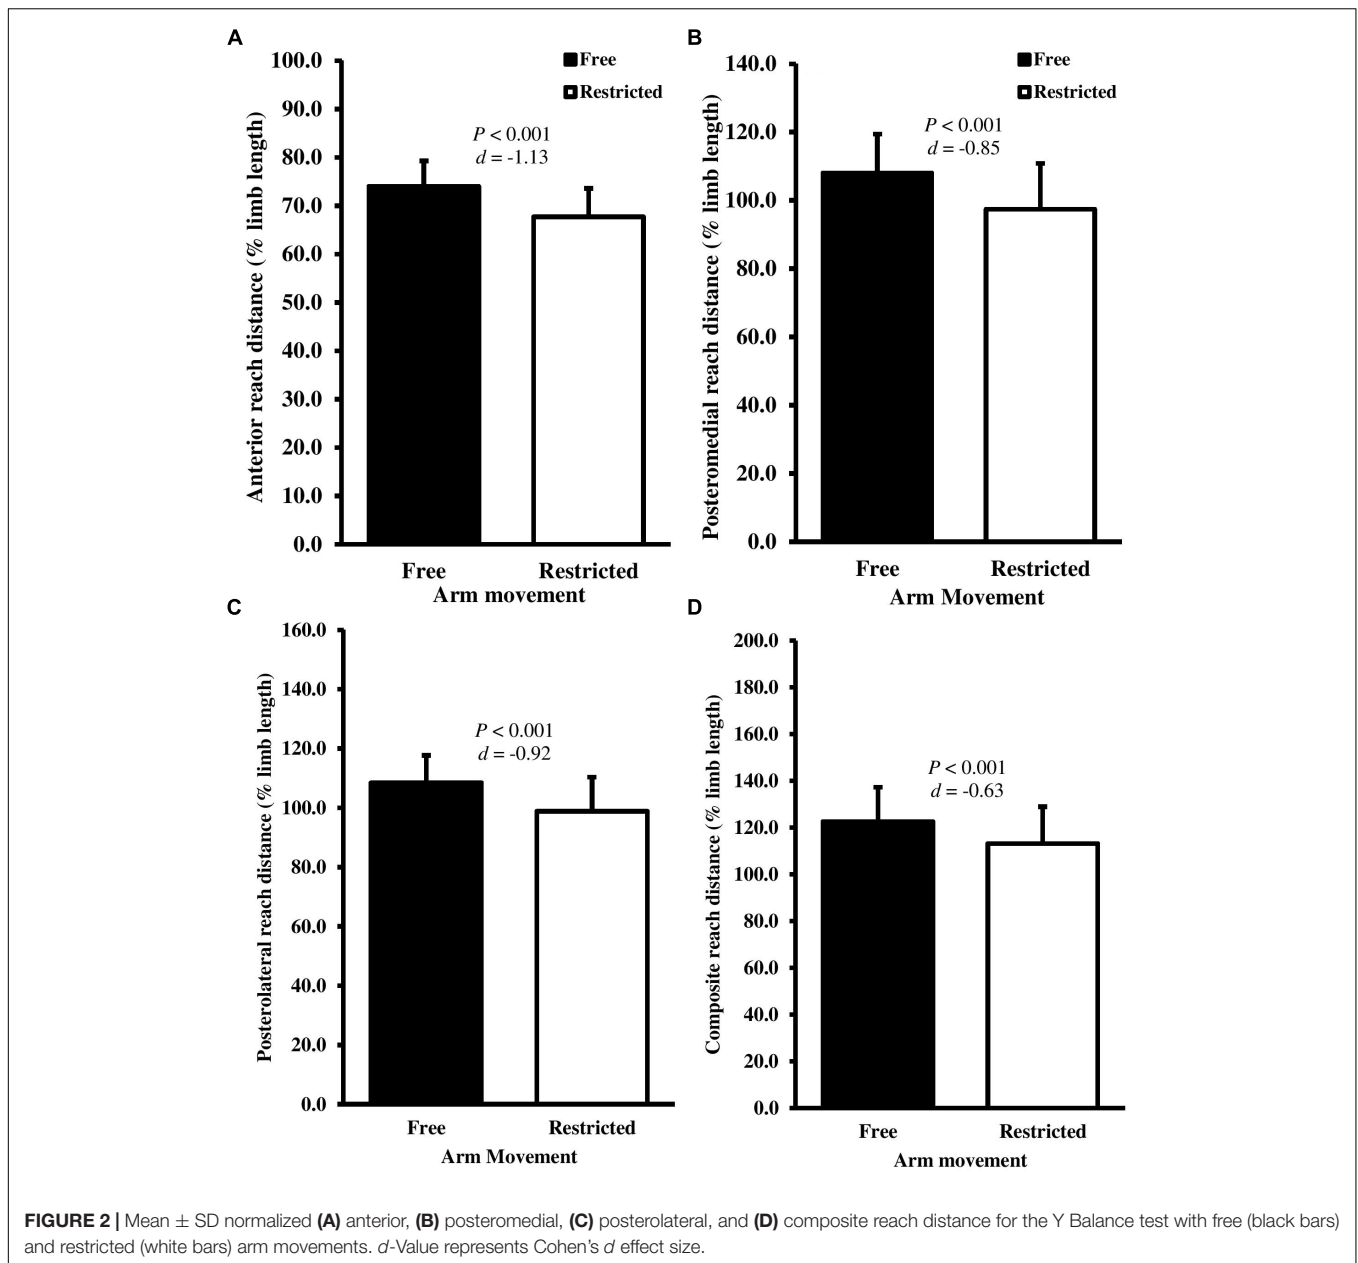 A
Anterior reach distance (% limb length)
100.0
90.0
80.0
70.0
60.0
50.0
40.0
30.0
20.0
10.0
0.0
Free
Restricted
P < 0.001
d = -1.13
Free Restricted
Arm movement
B
Posteromedial reach distance (% limb length)
140.0
120.0
100.0
80.0
60.0
40.0
20.0
0.0
Free
Restricted
P < 0.001
d = -0.85
Free Restricted
Arm Movement
C
Posterolateral reach distance (% limb length)
160.0
140.0
120.0
100.0
80.0
60.0
40.0
20.0
0.0
P < 0.001
d = -0.92
Free Restricted
Arm Movement
D
Composite reach distance (% limb length)
200.0
180.0
160.0
140.0
120.0
100.0
80.0
60.0
40.0
20.0
0.0
P < 0.001
d = -0.63
Free Restricted
Arm movement
FIGURE 2 | Mean ± SD normalized (A) anterior, (B) posteromedial, (C) posterolateral, and (D) composite reach distance for the Y Balance test with free (black bars)
and restricted (white bars) arm movements. d-Value represents Cohen's d effect size.